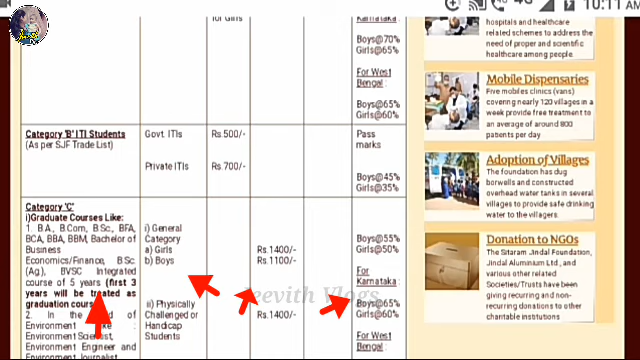 10:11 AM
for Girls
Karnataka :
Boys@70%
Girls@65%
For West
Bengal :
Boys@65%
Girls@60%
Category 'B' ITI Students
(As per SJF Trade List)
Govt. ITIs
Rs.500/-
Private ITIs
Rs.700/-
Pass
marks
Boys@45%
Girls@35%
Category 'C'
i)Graduate Courses Like:
1. B.A., B.Com, B.Sc., BFA,
BCA, BBA, BBM, Bachelor of
Business
Economics/Finance, B.Sc.
(Ag), BVSC Integrated
course of 5 years (first 3
years will be treated as
graduation
2. In the of
Environment like :
Environment Scientist,
Environment Engineer and
Environment Journalist
i) General
Category
a) Girls
b) Boys
Rs.1400/-
Rs.1100/-
ii) Physically
Challenged or
Handicap
Students
Rs.1400/-
Boys@55%
Girls@50%
For
Karnataka :
Boys@65%
Girls@60%
For West
Bengal :
Jeevith Vlogs
hospitals and healthcare
related schemes to address the
need of proper and scientific
healthcare among people
Mobile Dispensaries
Five mobiles clinics (vans)
covering nearly 120 villages in a
week provide free treatment to
an average of around 800
patients per day
Adoption of Villages
The foundation has dug
borwells and constructed
overhead water tanks in several
villages to provide safe drinking
water to the villagers.
Donation to NGOs
The Sitaram Jindal Foundation,
Jindal Aluminium Ltd., and
various other related
Societies/Trusts have been
giving recurring and non-
recurring donations to other
charitable institutions